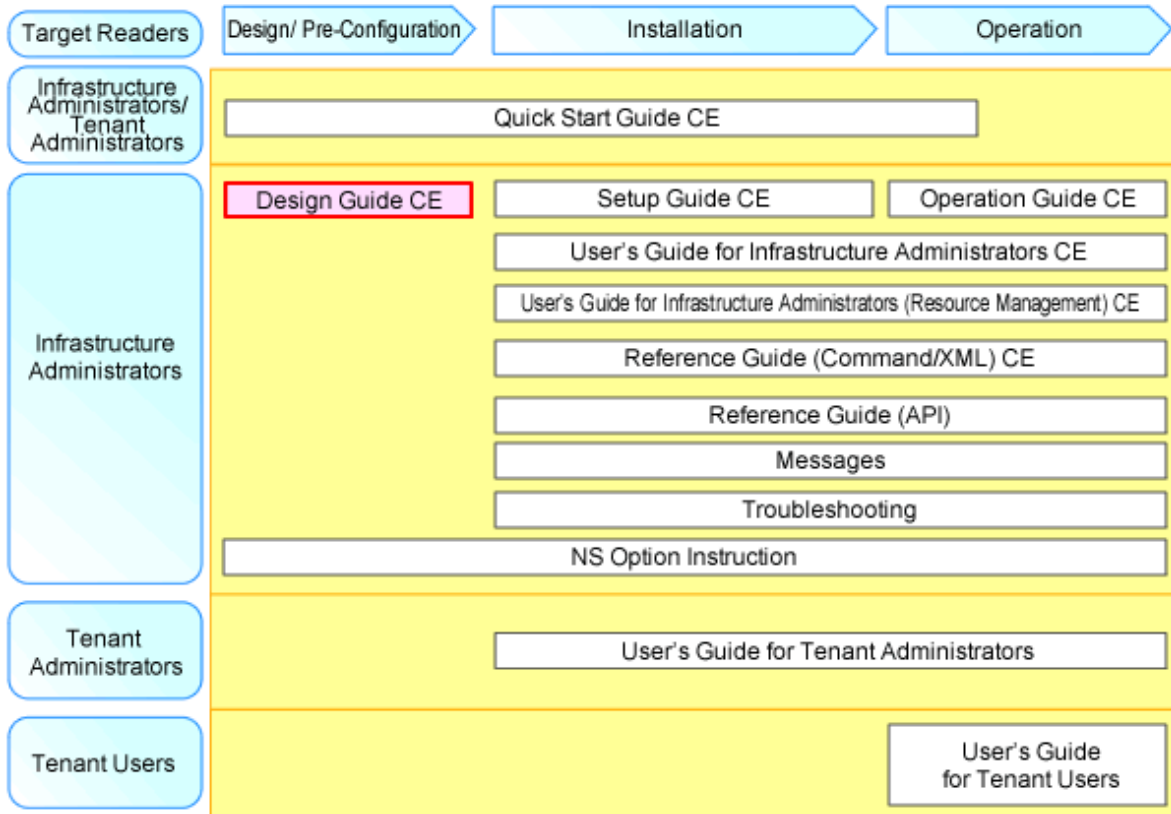 Target Readers
Design/ Pre-Configuration
Installation
Operation
Infrastructure
Administrators/
Tenant
Administrators
Quick Start Guide CE
Infrastructure
Administrators
Design Guide CE
Setup Guide CE
Operation Guide CE
User's Guide for Infrastructure Administrators CE
User's Guide for Infrastructure Administrators (Resource Management) CE
Reference Guide (Command/XML) CE
Reference Guide (API)
Messages
Troubleshooting
NS Option Instruction
Tenant
Administrators
User's Guide for Tenant Administrators
Tenant Users
User's Guide
for Tenant Users